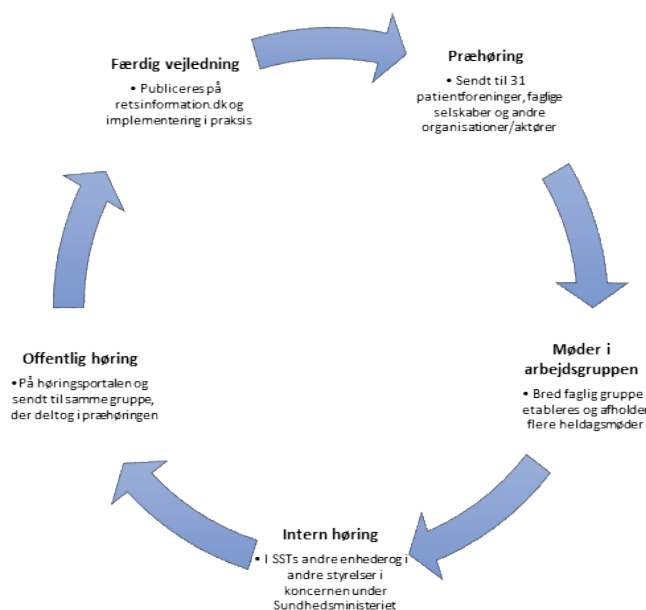 Færdig vejledning
• Publiceres på
retsinformation.dk og
implementering i praksis
Præhøring
• Sendt til 31
patientforeninger, faglige
selskaber og andre
organisationer/aktører
Møder i
arbejdsgruppen
• Bred faglig gruppe
etableres og afholder
flere heldagsmøder
Intern høring
• I SSTs andre enheder og i
andre styrelser i
koncernen under
Sundhedsministeriet
Offentlig høring
• På høringsportalen og
sendt til samme gruppe,
der deltog i præhøringen